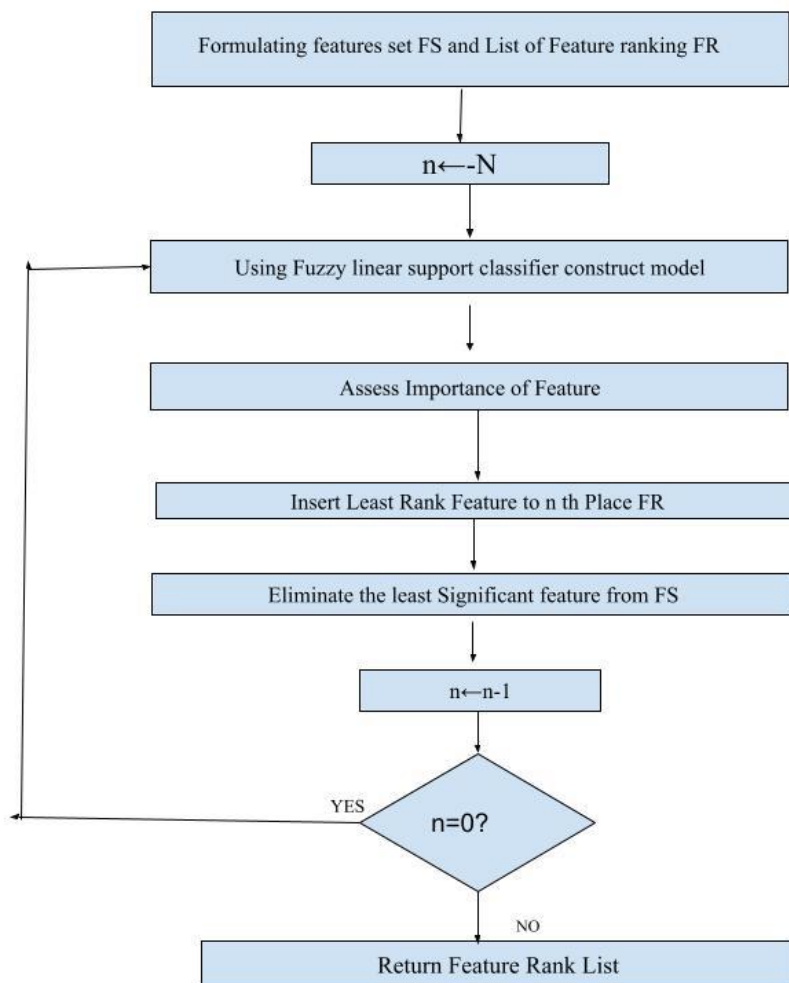 Formulating features set FS and List of Feature ranking FR
n←-N
Using Fuzzy linear support classifier construct model
Assess Importance of Feature
Insert Least Rank Feature to n th Place FR
Eliminate the least Significant feature from FS
n←n-1
YES
n=0?
NO
Return Feature Rank List